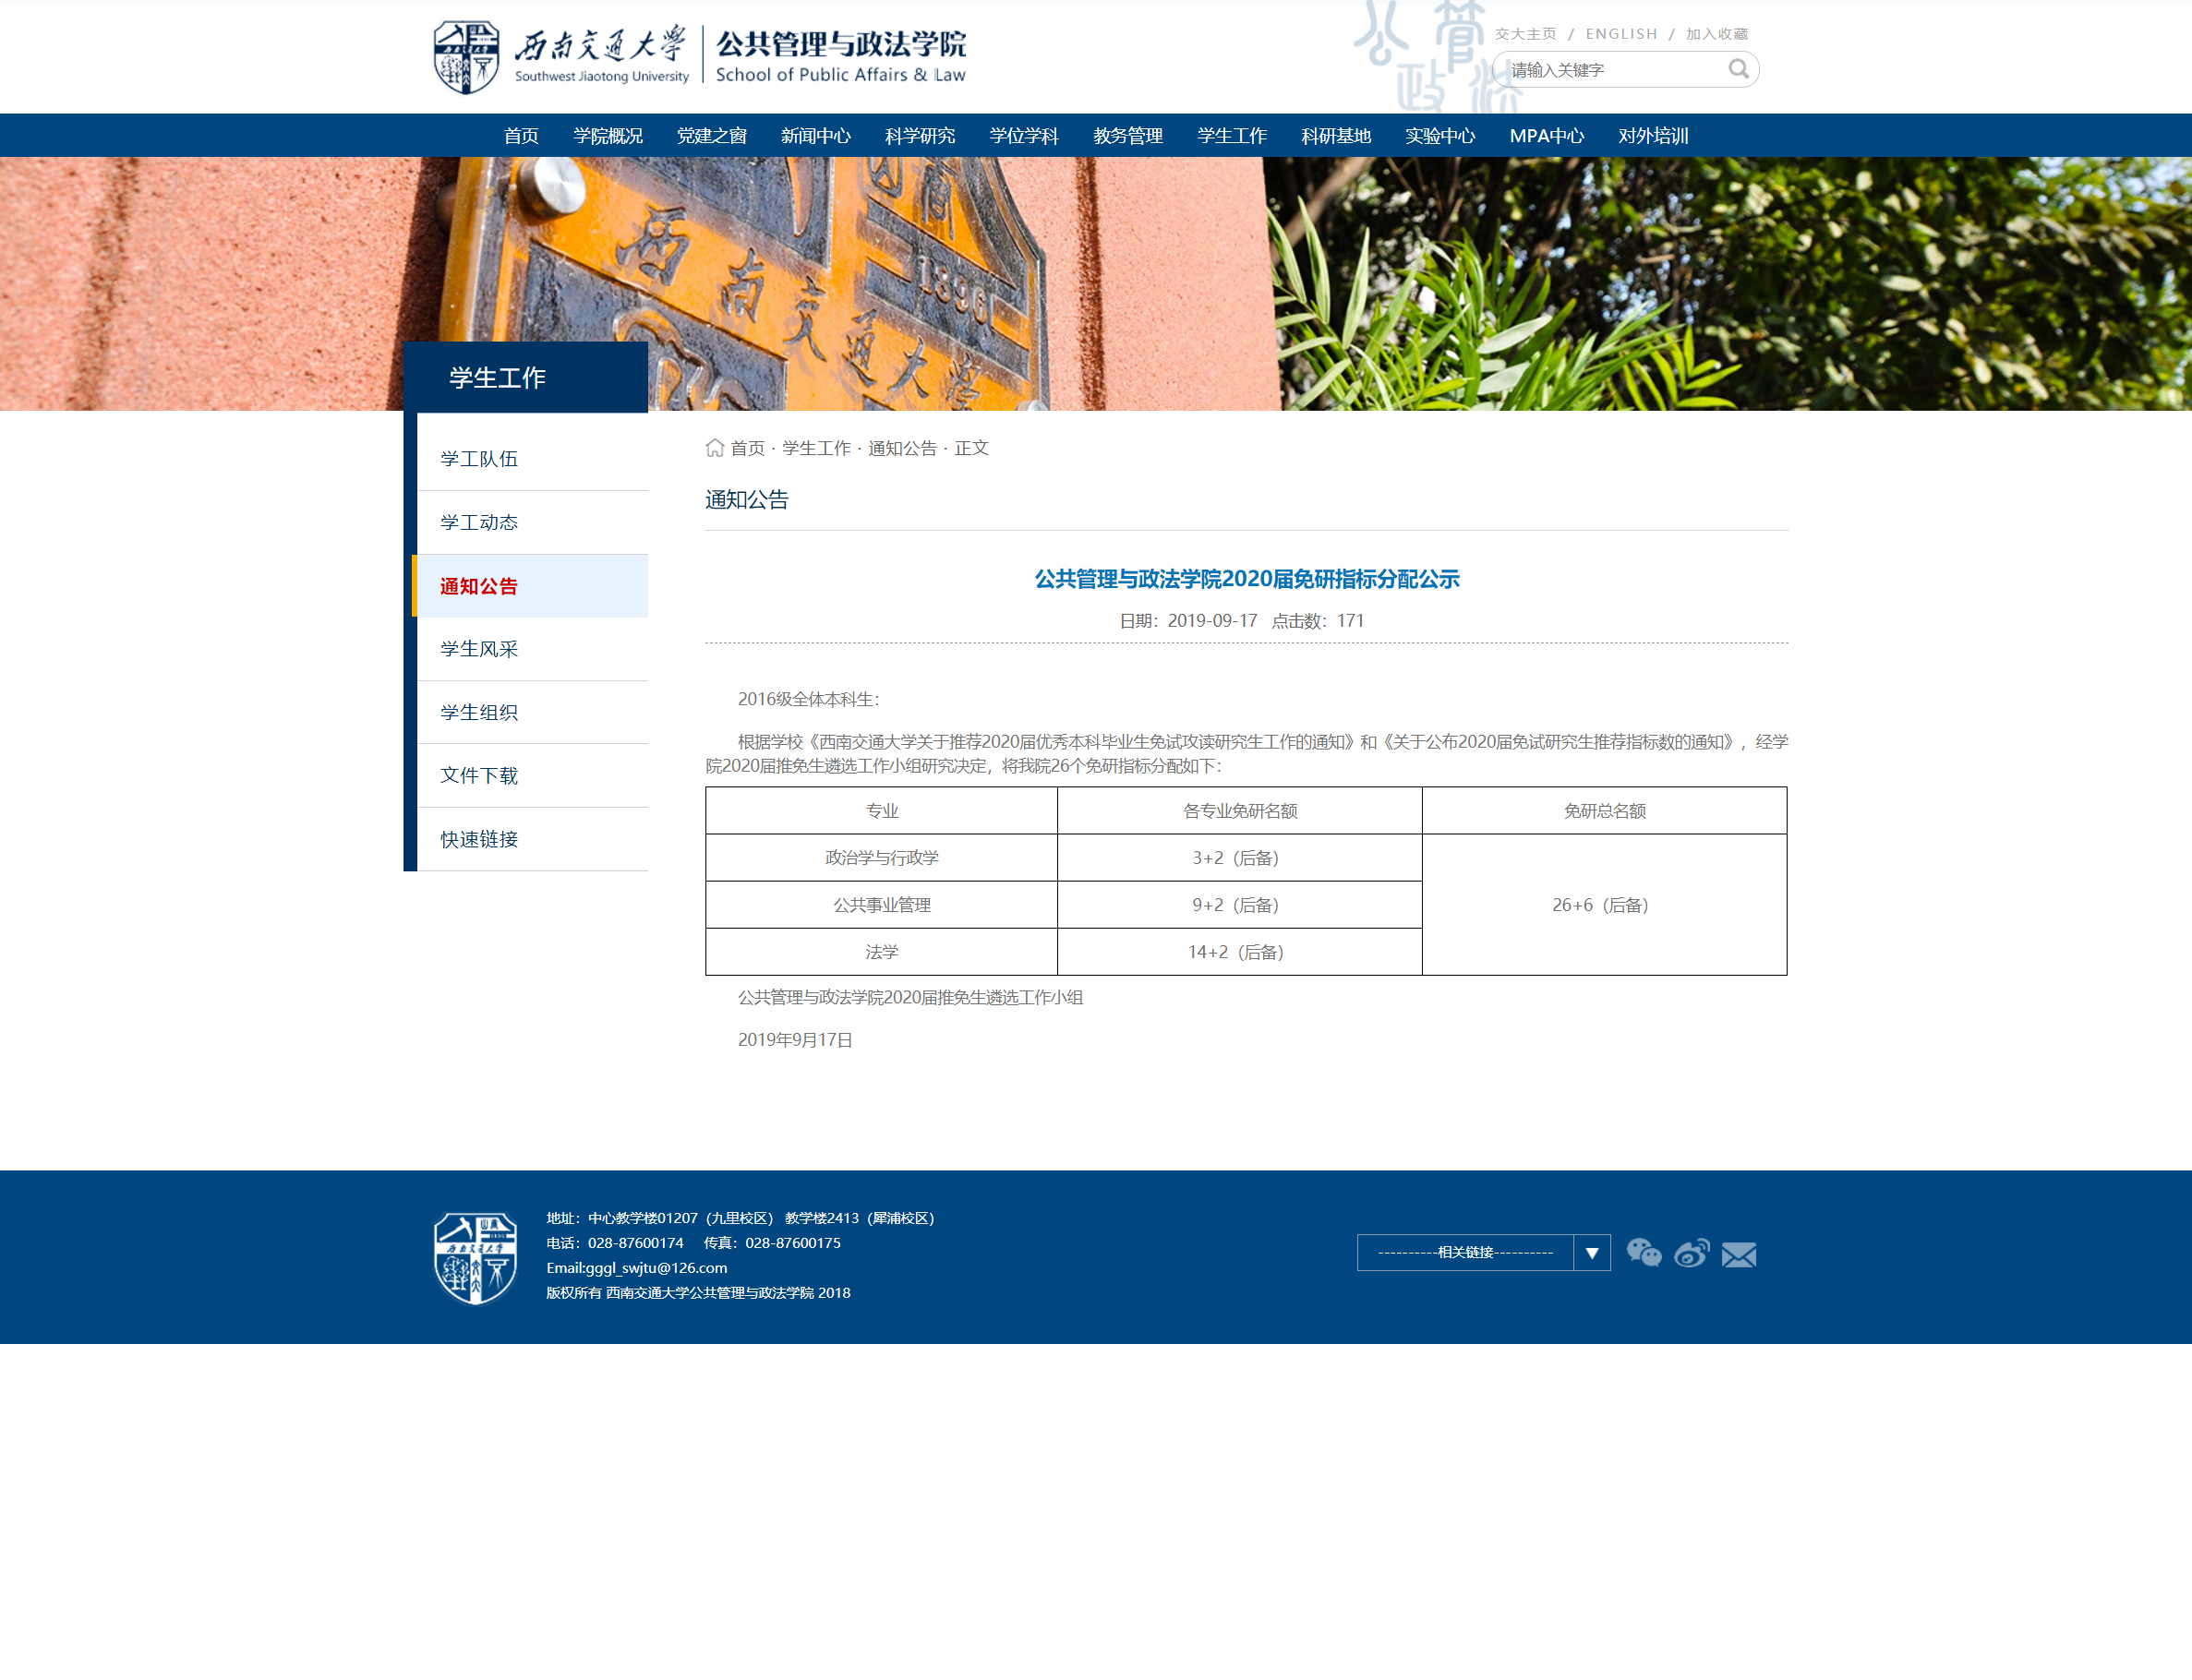 西南交通大学
Southwest Jiaotong University
公共管理与政法学院
School of Public Affairs & Law
公管
政法
交大主页 / ENGLISH / 加入收藏
请输入关键字
首页 学院概况 党建之窗 新闻中心 科学研究 学位学科 教务管理 学生工作 科研基地 实验中心 MPA中心 对外培训
1896
西南交通大学
学生工作
学工队伍
学工动态
通知公告
学生风采
学生组织
文件下载
快速链接
首页 · 学生工作 · 通知公告 · 正文
通知公告
公共管理与政法学院2020届免研指标分配公示
日期：2019-09-17 点击数：171
2016级全体本科生：
根据学校《西南交通大学关于推荐2020届优秀本科毕业生免试攻读研究生工作的通知》和《关于公布2020届免试研究生推荐指标数的通知》，经学
院2020届推免生遴选工作小组研究决定，将我院26个免研指标分配如下：
专业 各专业免研名额 免研总名额
政治学与行政学 3+2（后备）
公共事业管理 9+2（后备） 26+6（后备）
法学 14+2（后备）
公共管理与政法学院2020届推免生遴选工作小组
2019年9月17日
地址：中心教学楼01207（九里校区） 教学楼2413（犀浦校区）
电话：028-87600174 传真：028-87600175
Email:gggl_swjtu@126.com
版权所有 西南交通大学公共管理与政法学院 2018
----------相关链接----------